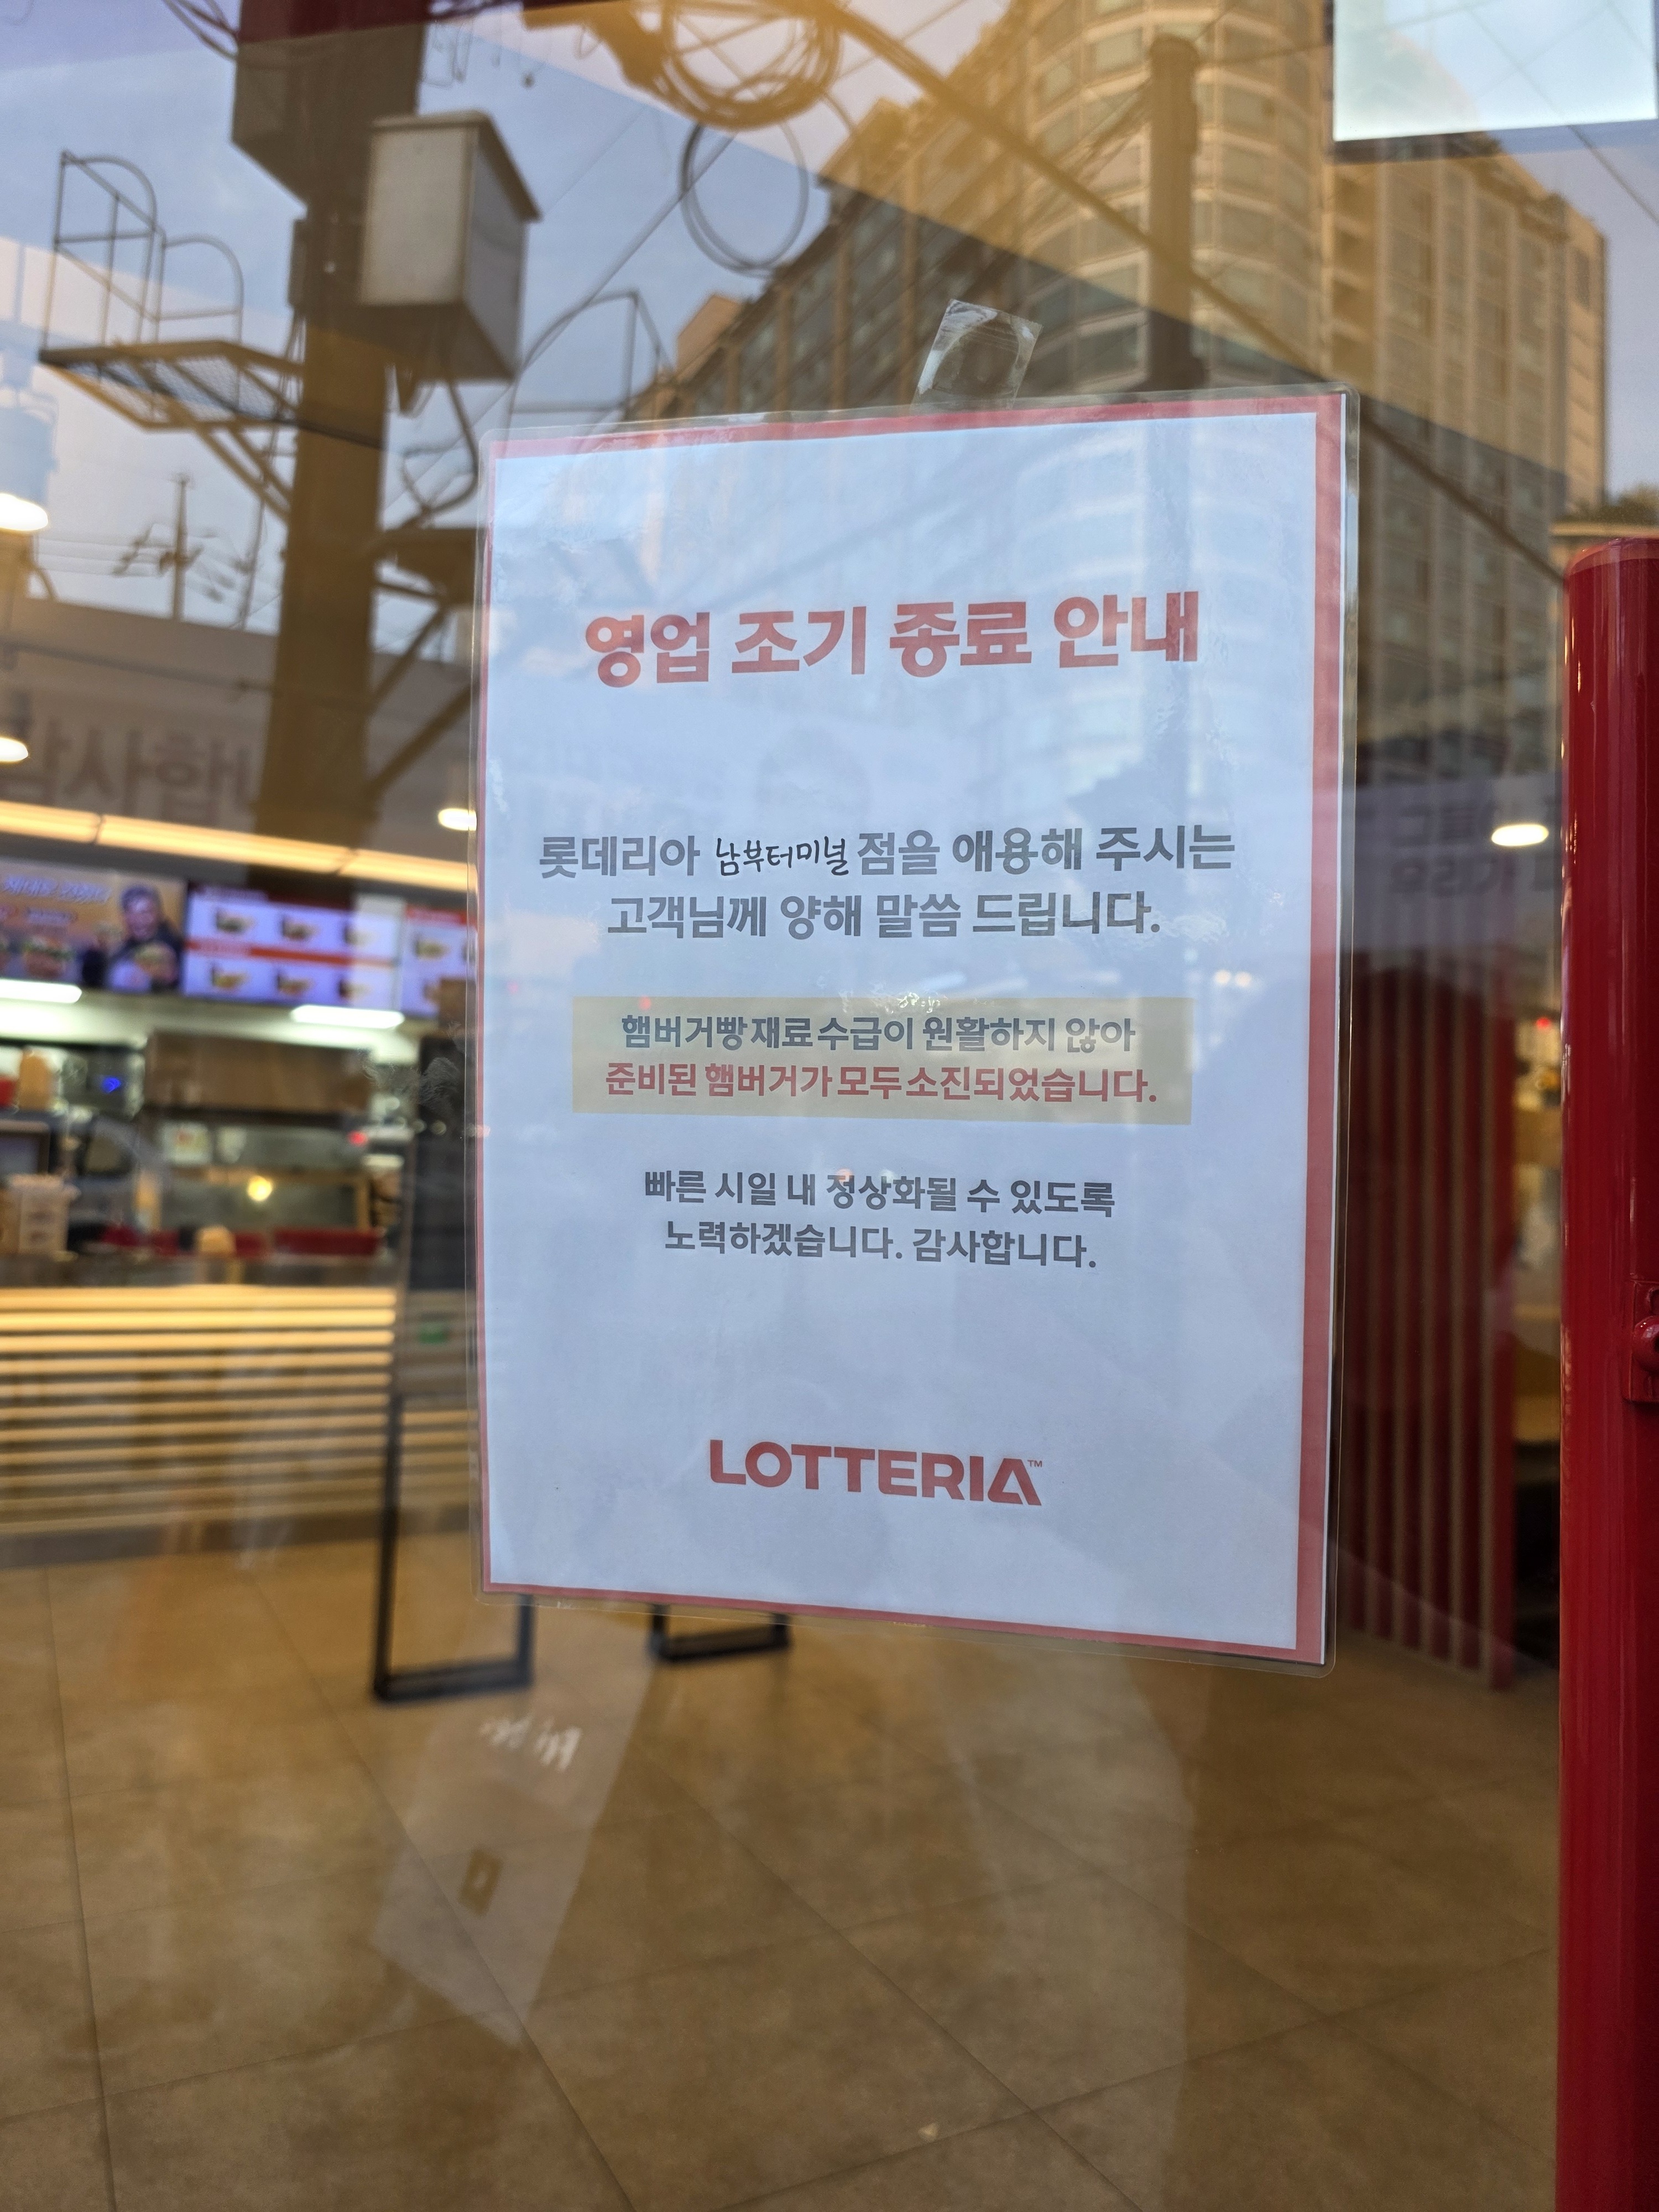 영업 조기 종료 안내
롯데리아 남부터미널 점을 애용해 주시는
고객님께 양해 말씀 드립니다.
햄버거빵 재료 수급이 원활하지 않아
준비된 햄버거가 모두 소진되었습니다.
빠른 시일 내 정상화될 수 있도록
노력하겠습니다. 감사합니다.
LOTTERIA™